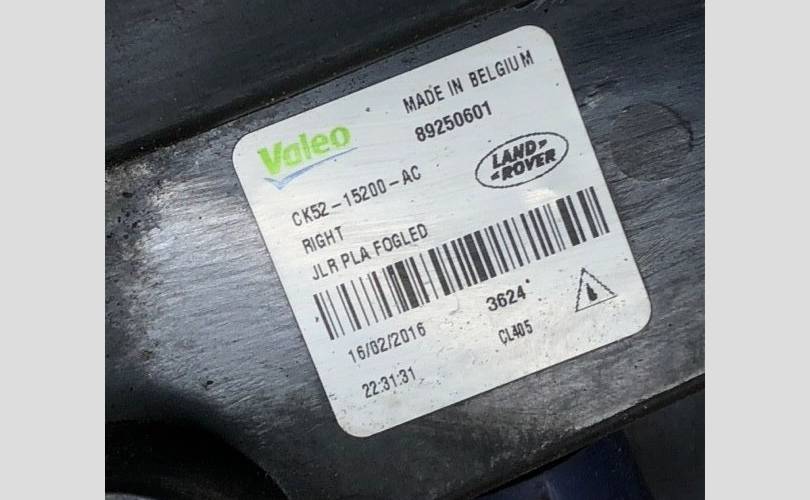 Valeo
MADE IN BELGIUM
89250601
LAND-
-ROVER
CK52-15200-AC
RIGHT
JLR PLA FOGLED
16/02/2016
3624
22:31:31
CL405